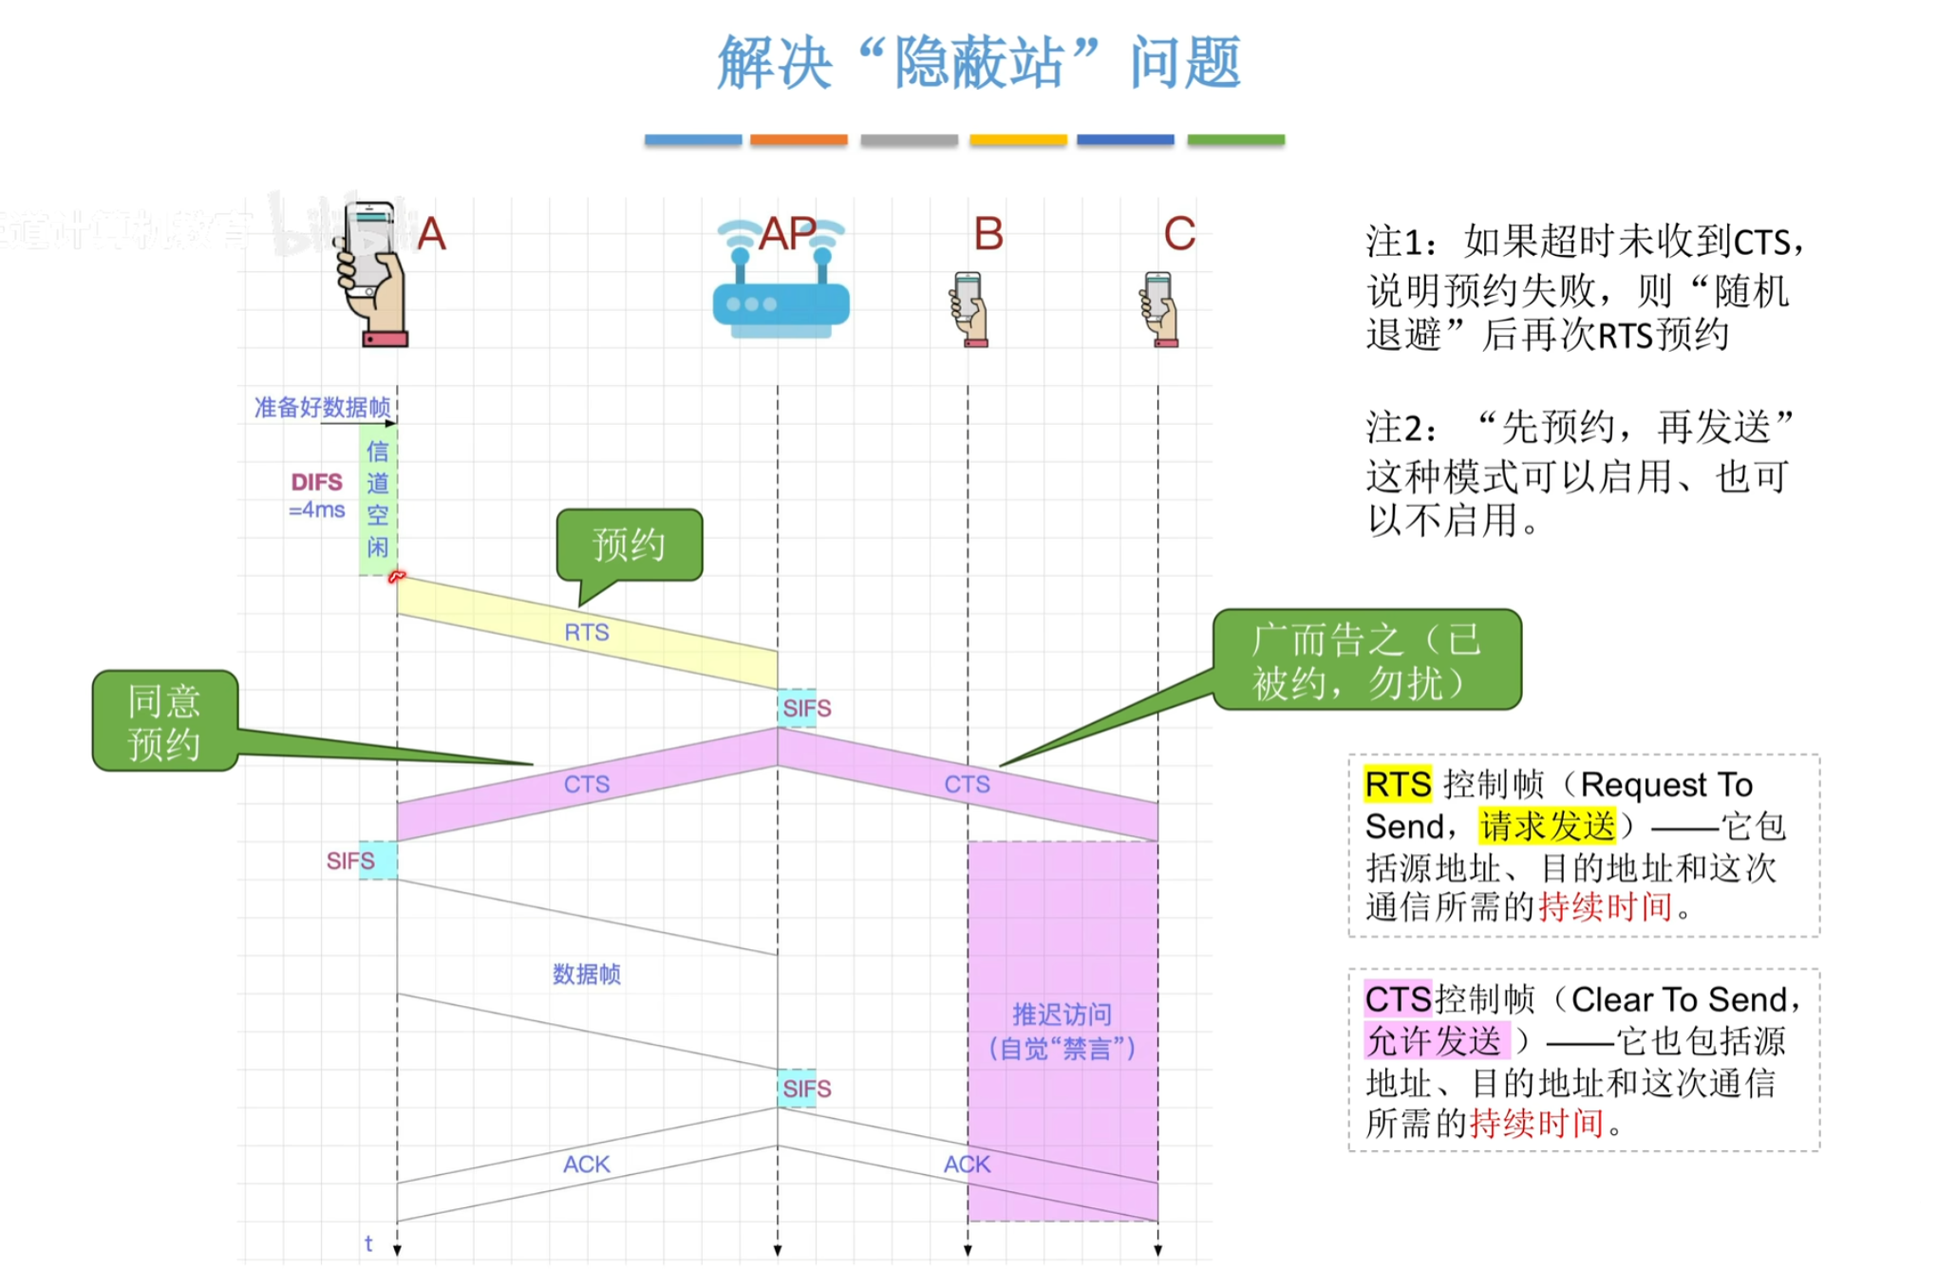 解决“隐蔽站”问题
道计算机教育
bilibili
A
AP
B
C
准备好数据帧
信道空闲
DIFS
=4ms
预约
RTS
SIFS
同意
预约
广而告之（已
被约，勿扰）
CTS
CTS
SIFS
数据帧
推迟访问
(自觉“禁言”)
SIFS
ACK
ACK
t
注1：如果超时未收到CTS，
说明预约失败，则“随机
退避”后再次RTS预约
注2：“先预约，再发送”
这种模式可以启用、也可
以不启用。
RTS 控制帧（Request To
Send，请求发送）——它包
括源地址、目的地址和这次
通信所需的持续时间。
CTS控制帧（Clear To Send，
允许发送）——它也包括源
地址、目的地址和这次通信
所需的持续时间。